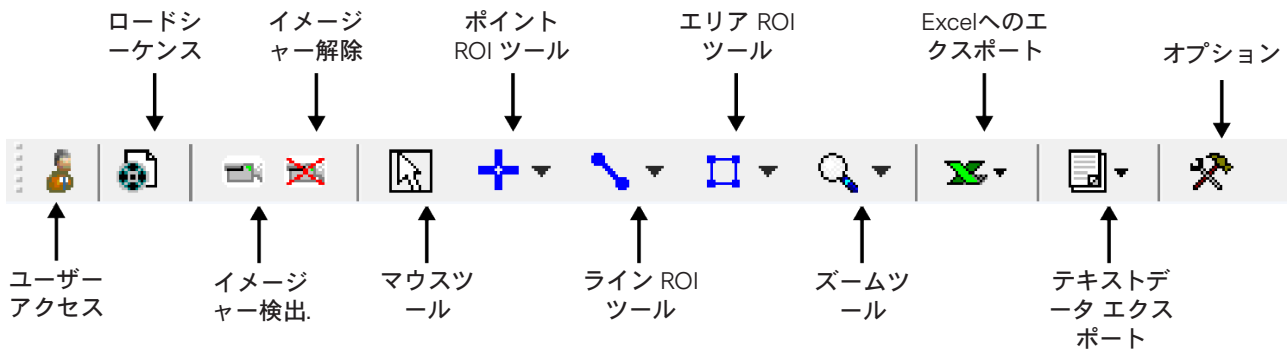 ロードシ
ーケンス
イメージ
ャー解除
ポイント
ROI ツール
エリア ROI
ツール
Excelへのエ
クスポート
オプション
ユーザー
アクセス
イメージ
ャー検出.
マウスツ
ール
ライン ROI
ツール
ズームツ
ール
テキストデ
ータ エクス
ポート